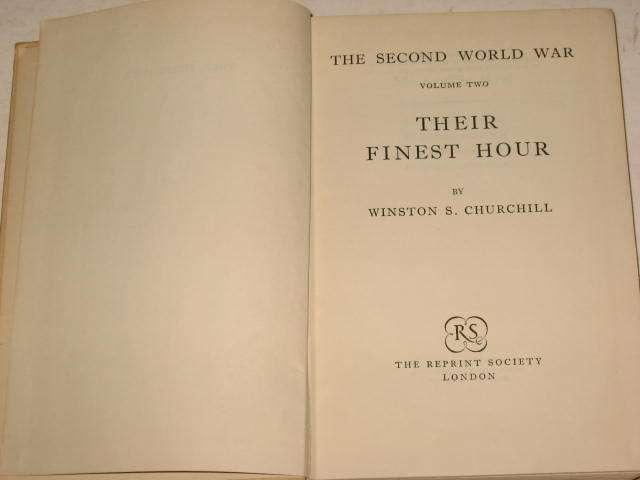 THE SECOND WORLD WAR
VOLUME TWO
THEIR
FINEST HOUR
BY
WINSTON S. CHURCHILL
RS
THE REPRINT SOCIETY
LONDON